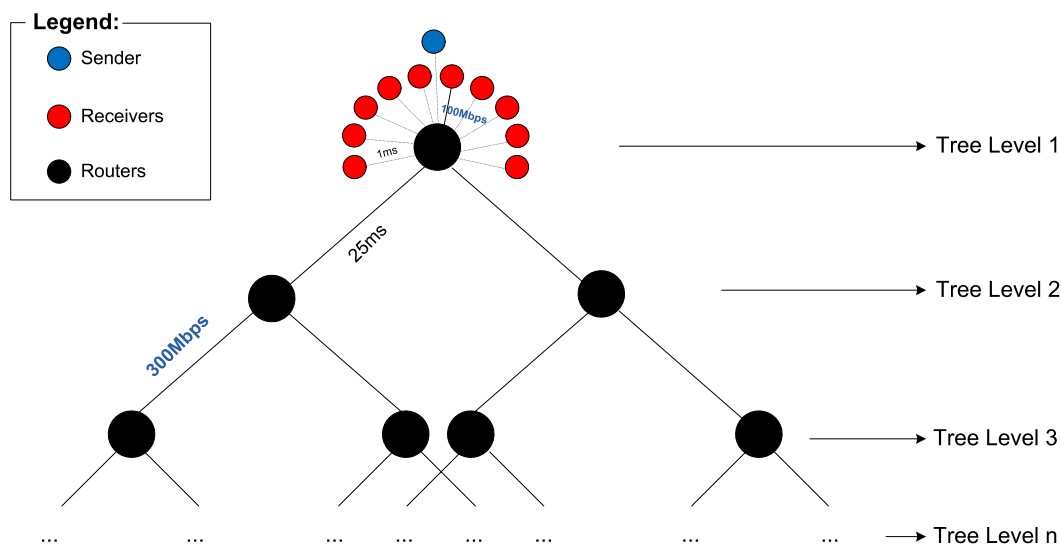 Legend:
Sender
Receivers
Routers
100Mbps
1ms
Tree Level 1
25ms
Tree Level 2
300Mbps
Tree Level 3
... ... ... ... ... ... ... ...
Tree Level n